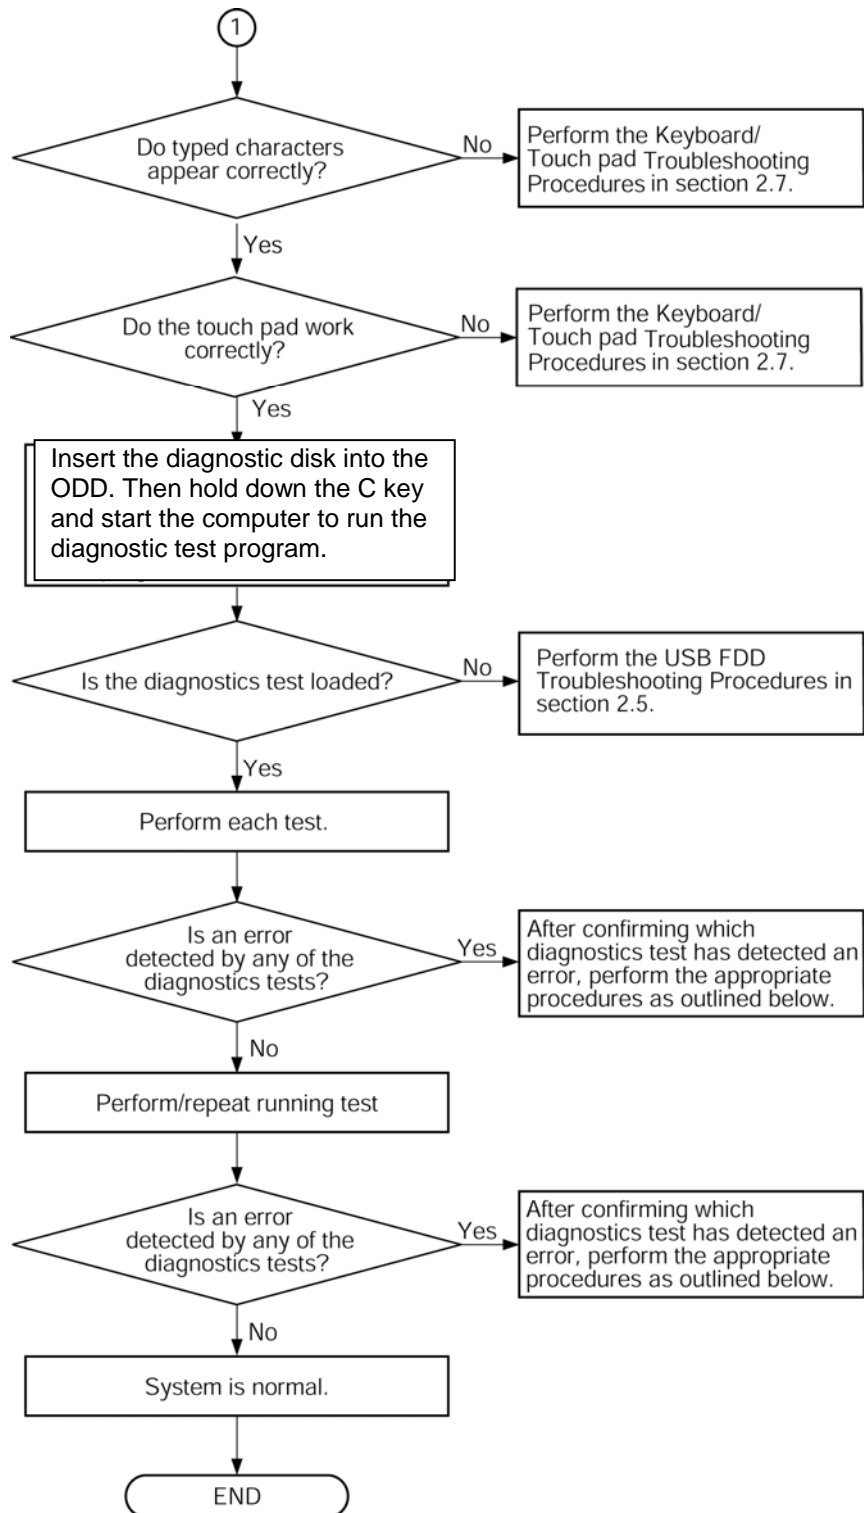 1
Do typed characters
appear correctly?
No
Perform the Keyboard/
Touch pad Troubleshooting
Procedures in section 2.7.
Yes
Do the touch pad work
correctly?
No
Perform the Keyboard/
Touch pad Troubleshooting
Procedures in section 2.7.
Yes
Insert the diagnostic disk into the
ODD. Then hold down the C key
and start the computer to run the
diagnostic test program.
Is the diagnostics test loaded?
No
Perform the USB FDD
Troubleshooting Procedures in
section 2.5.
Yes
Perform each test.
Is an error
detected by any of the
diagnostics tests?
Yes
After confirming which
diagnostics test has detected an
error, perform the appropriate
procedures as outlined below.
No
Perform/repeat running test
Is an error
detected by any of the
diagnostics tests?
Yes
After confirming which
diagnostics test has detected an
error, perform the appropriate
procedures as outlined below.
No
System is normal.
END